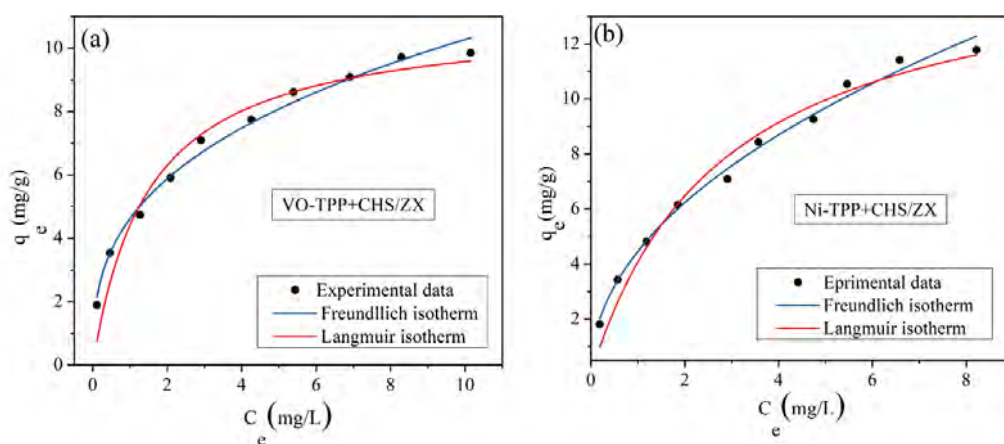 (a)
10
8
6
4
2
0
q e (mg/g)
VO-TPP+CHS/ZX
Experimental data
Freundllich isotherm
Langmuir isotherm
0 2 4 6 8 10
C e (mg/L)
(b)
12
10
8
6
4
2
q e (mg/g)
Ni-TPP+CHS/ZX
Eprimental data
Freundlich isotherm
Langmuir isotherm
0 2 4 6 8
C e (mg/L)